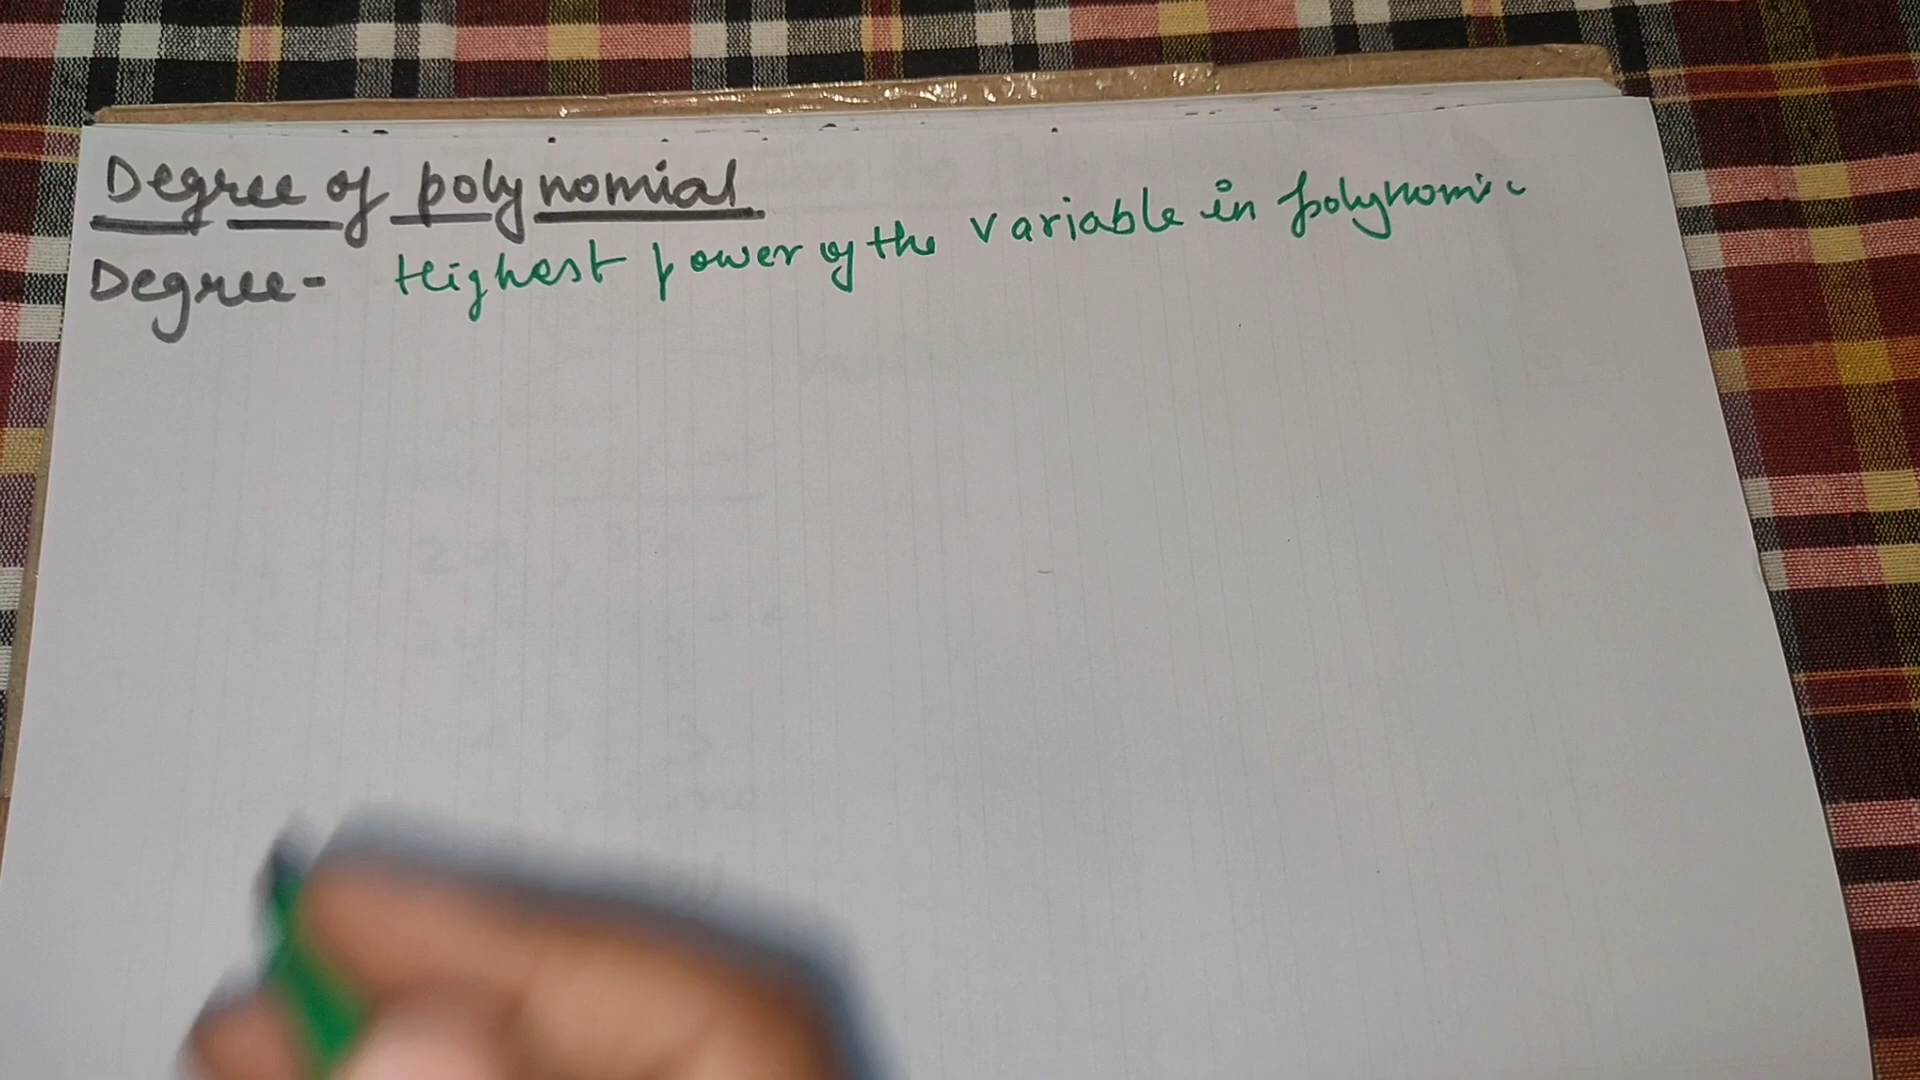 Degree of polynomial
Degree- Highest power of the variable in polynomi